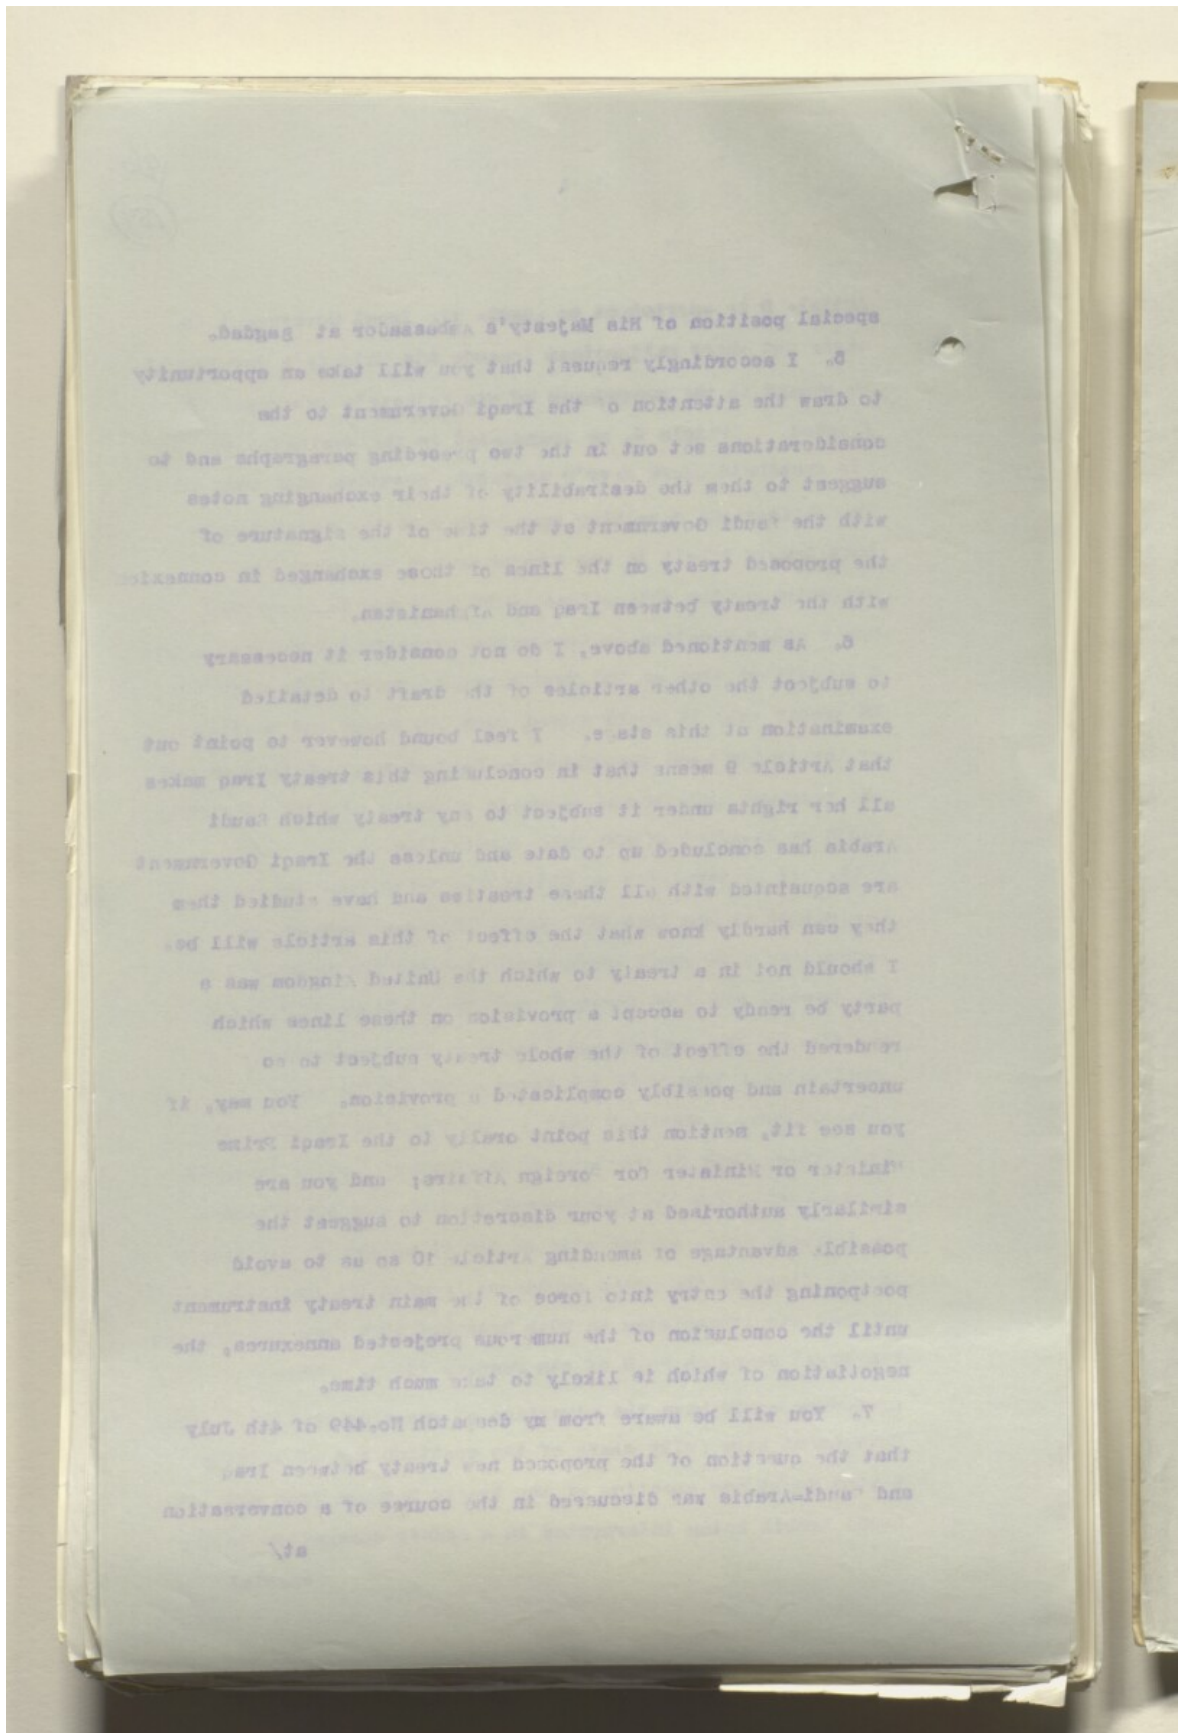 special position of His Majesty's Ambassador at Bagdad.
5. I accordingly request that you will take an opportunity
to draw the attention of the Iraqi Government to the
considerations set out in the two preceding paragraphs and to
suggest to them the desirability of their exchanging notes
with the Saudi Government at the time of the signature of
the proposed treaty on the lines of those exchanged in connexion
with the treaty between Iraq and Afghanistan.
6. As mentioned above, I do not consider it necessary
to subject the other articles of the draft to detailed
examination at this stage. I feel bound however to point out
that Article 9 means that in concluding this treaty Iraq makes
all her rights under it subject to any treaty which Saudi
Arabia has concluded up to date and unless the Iraqi Government
are acquainted with all these treaties and have studied them
they can hardly know what the effect of this article will be.
I should not in a treaty to which the United Kingdom was a
party be ready to accept a provision on these lines which
rendered the effect of the whole treaty subject to so
uncertain and possibly complicated a provision. You may, if
you see fit, mention this point orally to the Iraqi Prime
Minister or Minister for Foreign Affairs; and you are
similarly authorised at your discretion to suggest the
possible advantage of amending Article 10 so as to avoid
postponing the entry into force of the main treaty instrument
until the conclusion of the numerous projected annexures, the
negotiation of which is likely to take much time.
7. You will be aware from my despatch No.449 of 4th July
that the question of the proposed new treaty between Iraq
and Saudi-Arabia was discussed in the course of a conversation
at/